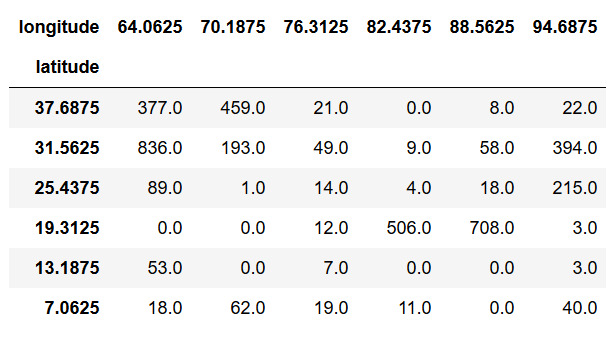 longitude 64.0625 70.1875 76.3125 82.4375 88.5625 94.6875
latitude
37.6875 377.0 459.0 21.0 0.0 8.0 22.0
31.5625 836.0 193.0 49.0 9.0 58.0 394.0
25.4375 89.0 1.0 14.0 4.0 18.0 215.0
19.3125 0.0 0.0 12.0 506.0 708.0 3.0
13.1875 53.0 0.0 7.0 0.0 0.0 3.0
7.0625 18.0 62.0 19.0 11.0 0.0 40.0